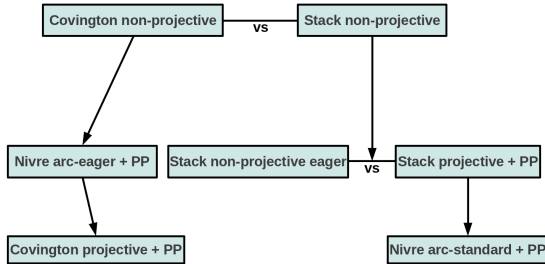 Covington non-projective
vs
Stack non-projective
Nivre arc-eager + PP
Stack non-projective eager
vs
Stack projective + PP
Covington projective + PP
Nivre arc-standard + PP